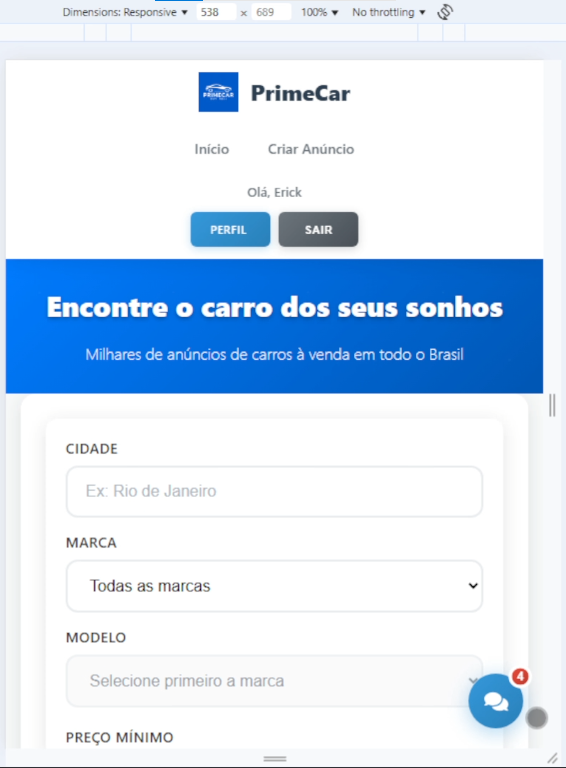 Dimensions: Responsive ▼ 538 x 689 100% ▼ No throttling ▼
PRIMECAR
PrimeCar
Início Criar Anúncio
Olá, Erick
PERFIL SAIR
Encontre o carro dos seus sonhos
Milhares de anúncios de carros à venda em todo o Brasil
CIDADE
Ex: Rio de Janeiro
MARCA
Todas as marcas
MODELO
Selecione primeiro a marca
4
PREÇO MÍNIMO